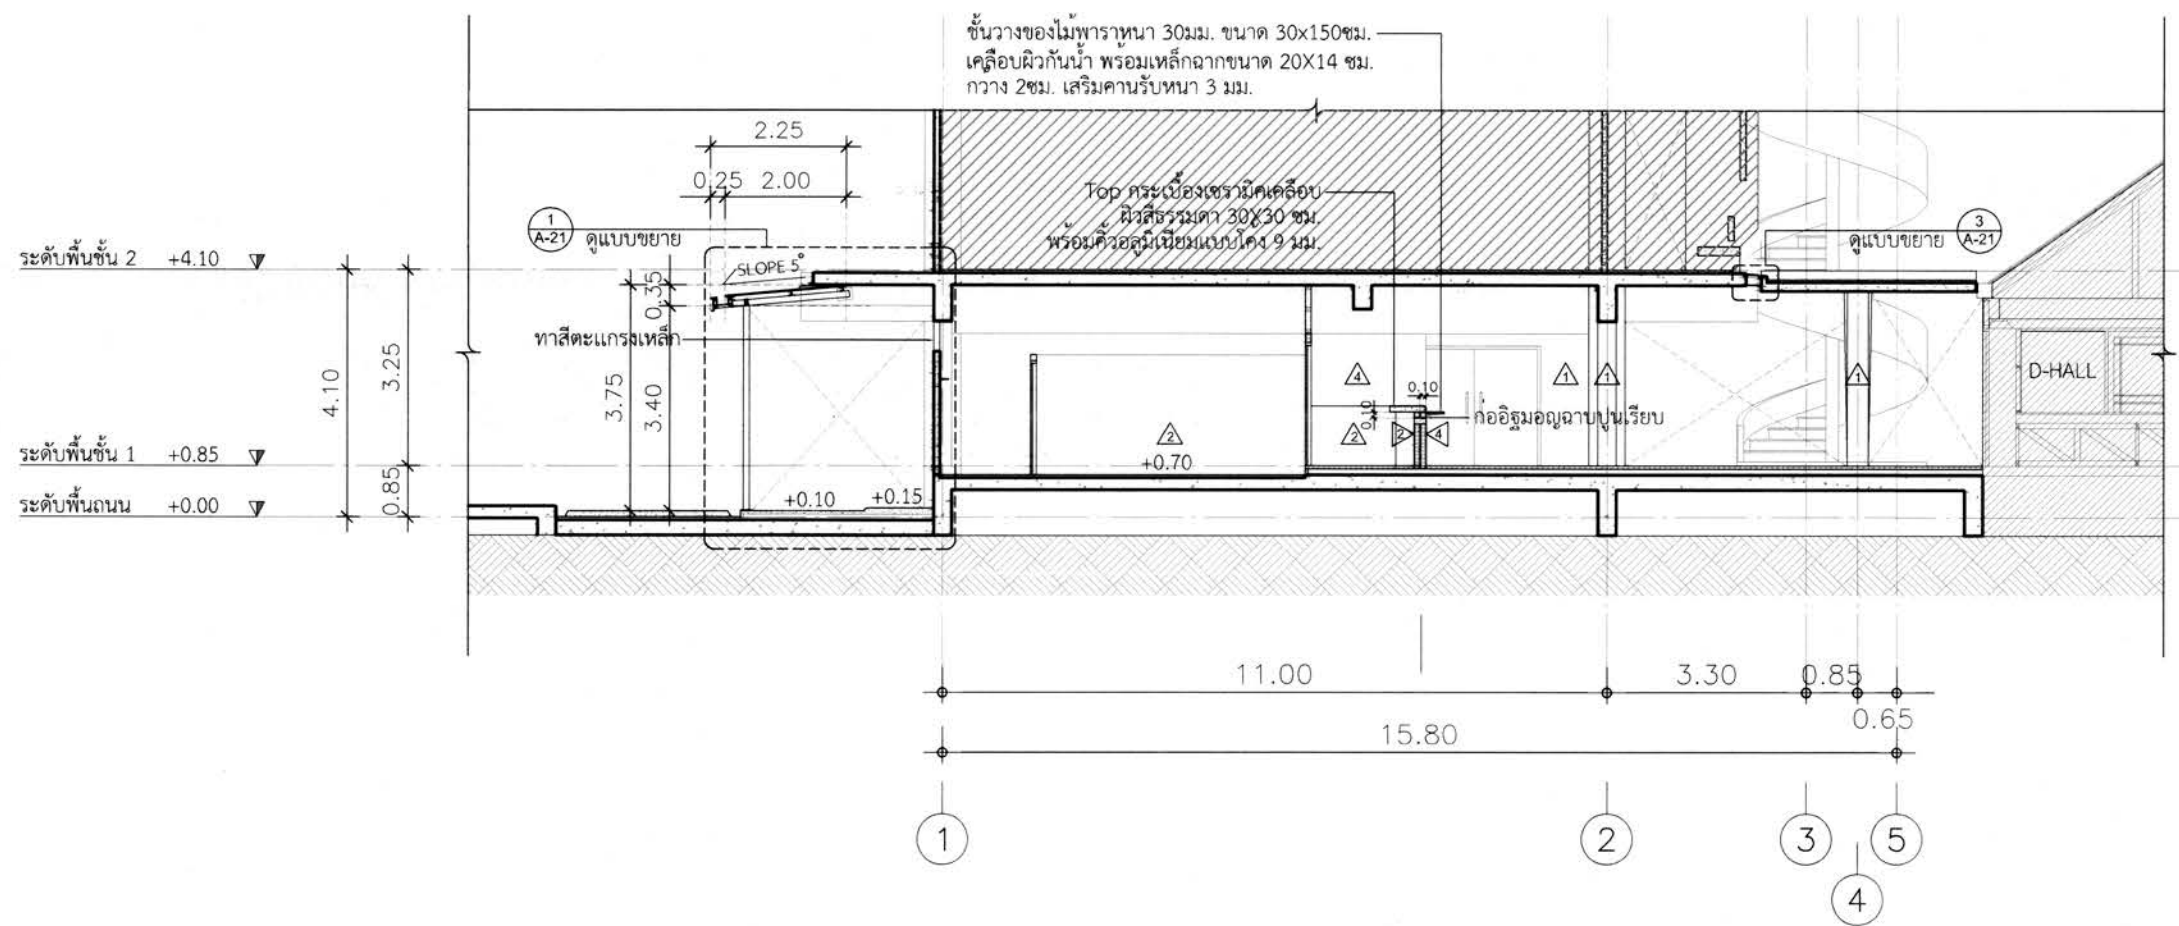 ชั้นวางของไม้พาราหนา 30มม. ขนาด 30x150ซม.
เคลือบผิวกันน้ำ พร้อมเหล็กฉากขนาด 20X14 ซม.
กว้าง 2ซม. เสริมคานรับหนา 3 มม.
2.25
0.25 2.00
Top กระเบื้องเซรามิคเคลือบ
ผิวสีธรรมดา 30X30 ซม.
พร้อมคิ้วอลูมิเนียมแบบโค้ง 9 มม.
1
A-21
ดูแบบขยาย
3
A-21
ดูแบบขยาย
ระดับพื้นชั้น 2 +4.10
SLOPE 5°
0.35
ทาสีตะแกรงเหล็ก
4.10
3.25
3.75
3.40
D-HALL
4
1
1
1
0.10
0.10
ก่ออิฐมอญฉาบปูนเรียบ
2
2
2
4
+0.70
ระดับพื้นชั้น 1 +0.85
0.85
+0.10 +0.15
ระดับพื้นถนน +0.00
11.00 3.30 0.85
0.65
15.80
1 2 3 5
4